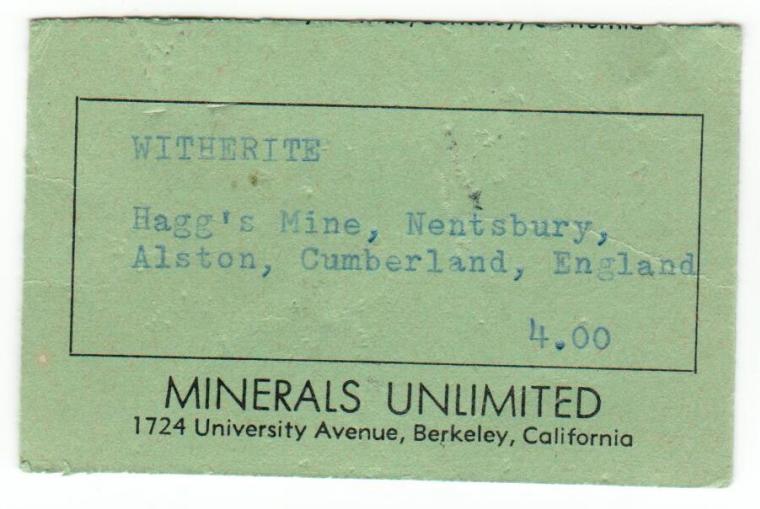 WITHERITE
Hagg's Mine, Nentsbury,
Alston, Cumberland, England
4.00
MINERALS UNLIMITED
1724 University Avenue, Berkeley, California